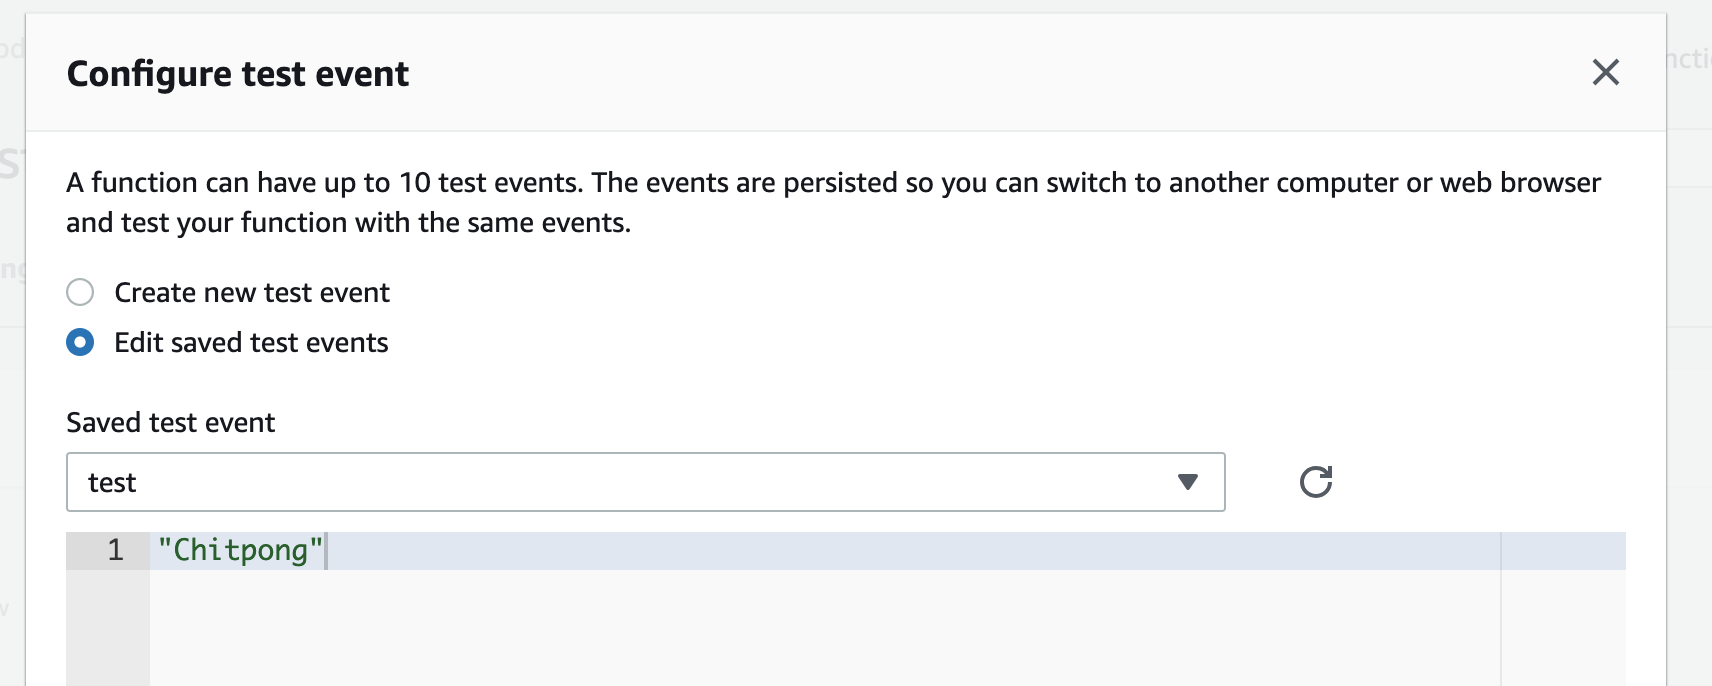 Configure test event
A function can have up to 10 test events. The events are persisted so you can switch to another computer or web browser
and test your function with the same events.
Create new test event
Edit saved test events
Saved test event
test
1 "Chitpong"